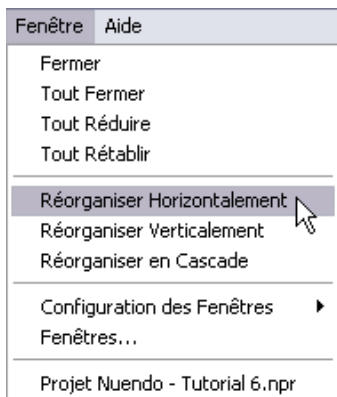 Fenêtre Aide
Fermer
Tout Fermer
Tout Réduire
Tout Rétablir
Réorganiser Horizontalement
Réorganiser Verticalement
Réorganiser en Cascade
Configuration des Fenêtres
Fenêtres...
Projet Nuendo - Tutorial 6.npr